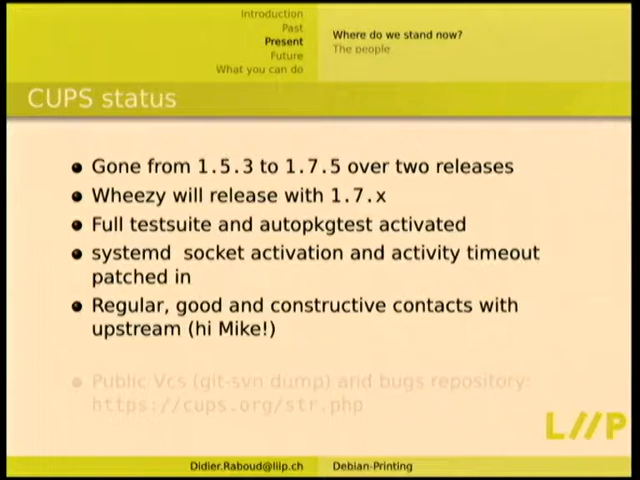 Introduction
Past
Present
Future
What you can do
Where do we stand now?
The people
CUPS status
Gone from 1.5.3 to 1.7.5 over two releases
Wheezy will release with 1.7.x
Full testsuite and autopkgtest activated
systemd socket activation and activity timeout
patched in
Regular, good and constructive contacts with
upstream (hi Mike!)
Public Vcs (git-svn dump) and bugs repository:
https://cups.org/str.php
LIIP
Didier.Raboud@liip.ch
Debian-Printing